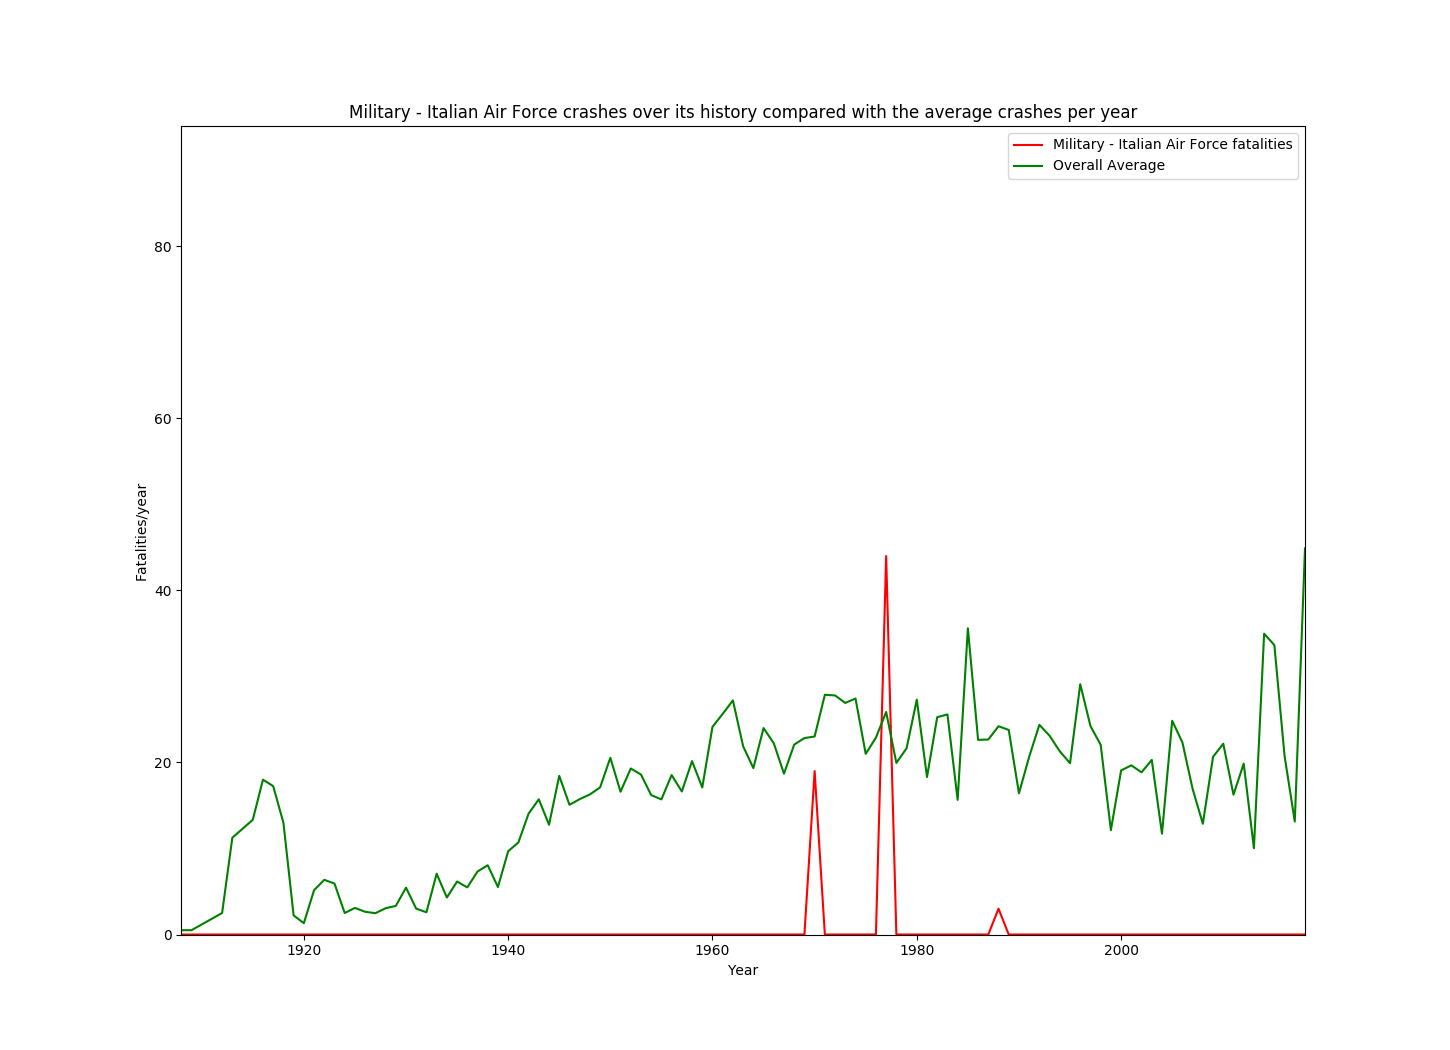 Military - Italian Air Force crashes over its history compared with the average crashes per year
Military - Italian Air Force fatalities
Overall Average
80
60
40
20
0
Fatalities/year
1920 1940 1960 1980 2000
Year